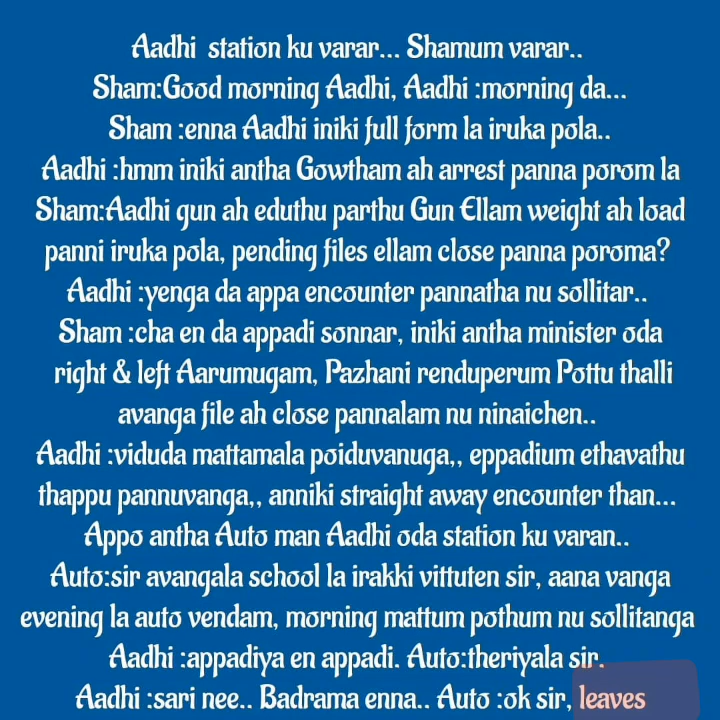 Aadhi station ku varar... Shamum varar..
Sham:Good morning Aadhi, Aadhi :morning da...
Sham :enna Aadhi iniki full form la iruka pola..
Aadhi :hmm iniki antha Gowtham ah arrest panna porom la
Sham:Aadhi gun ah eduthu parthu Gun Ellam weight ah load
panni iruka pola, pending files ellam close panna poroma?
Aadhi :yenga da appa encounter pannatha nu sollitar..
Sham :cha en da appadi sonnar, iniki antha minister oda
right & left Aarumugam, Pazhani renduperum Pottu thalli
avanga file ah close pannalam nu ninaichen..
Aadhi :viduda mattamala poiduvanuga,, eppadium ethavathu
thappu pannuvanga,, anniki straight away encounter than...
Appo antha Auto man Aadhi oda station ku varan..
Auto:sir avangala school la irakki vittuten sir, aana vanga
evening la auto vendam, morning mattum pothum nu sollitanga
Aadhi :appadiya en appadi. Auto:theriyala sir.
Aadhi :sari nee.. Badrama enna.. Auto :ok sir, leaves